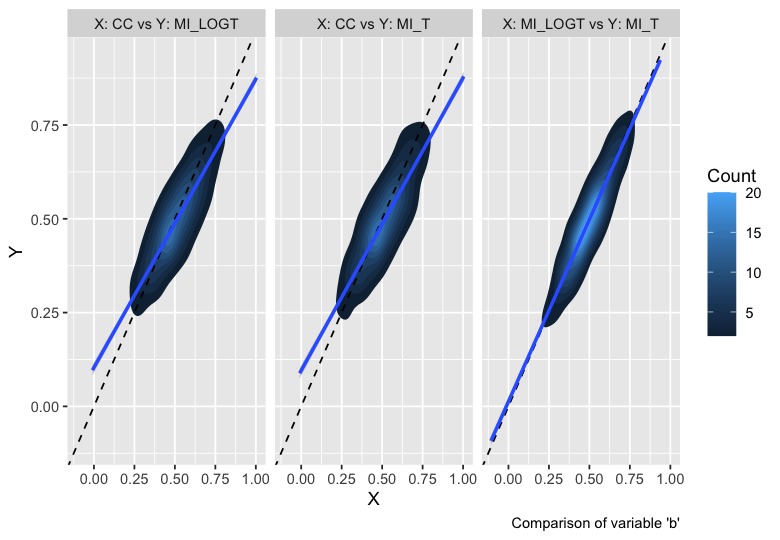 X: CC vs Y: MI_LOGT
X: CC vs Y: MI_T
X: MI_LOGT vs Y: MI_T
Y
0.75
0.50
0.25
0.00
Count
20
15
10
5
0.00 0.25 0.50 0.75 1.00
0.00 0.25 0.50 0.75 1.00
0.00 0.25 0.50 0.75 1.00
X
Comparison of variable 'b'